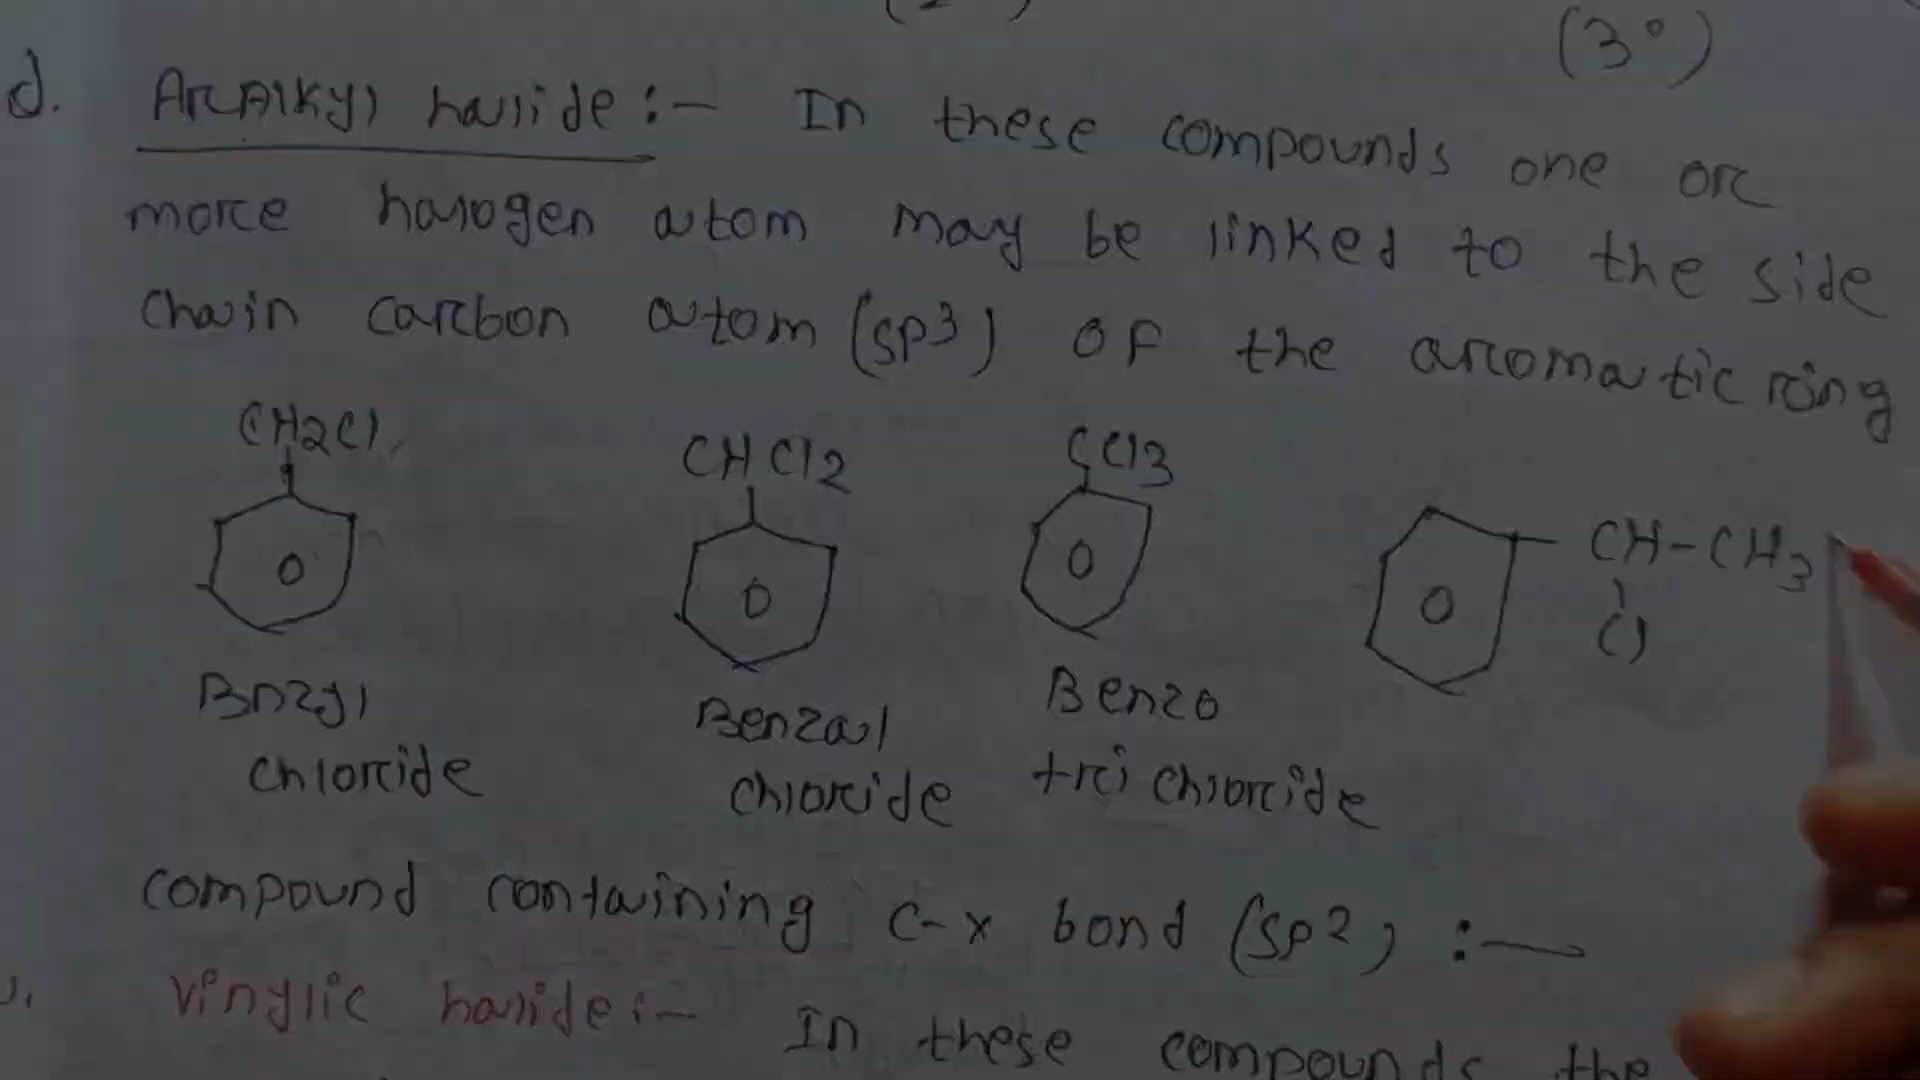 (3°)
d. Aralkyl halide :- In these compounds one or
more halogen atom may be linked to the side
chain carbon atom (sp3) of the aromatic ring
CH2Cl
CHCl2
CCl3
CH-CH3
Cl
Bnzyl
chloride
Benzal
chloride
Benzo
tri chloride
compound containing C-X bond (sp2) :-
vinylic halide :- In these compounds the